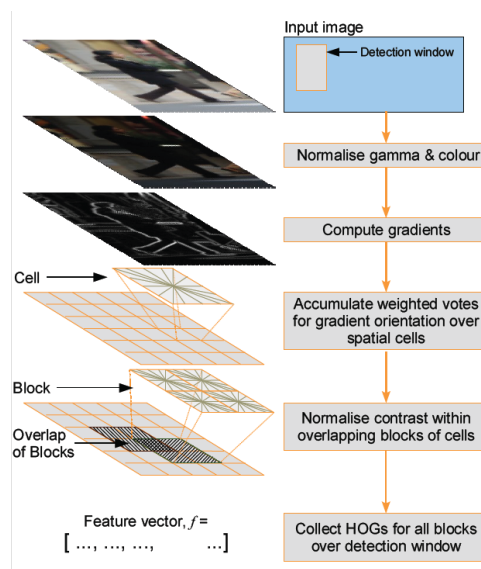 Input image
Detection window
Normalise gamma & colour
Compute gradients
Cell
Accumulate weighted votes
for gradient orientation over
spatial cells
Block
Overlap
of Blocks
Normalise contrast within
overlapping blocks of cells
Feature vector, f =
[ ..., ..., ..., ...]
Collect HOGs for all blocks
over detection window